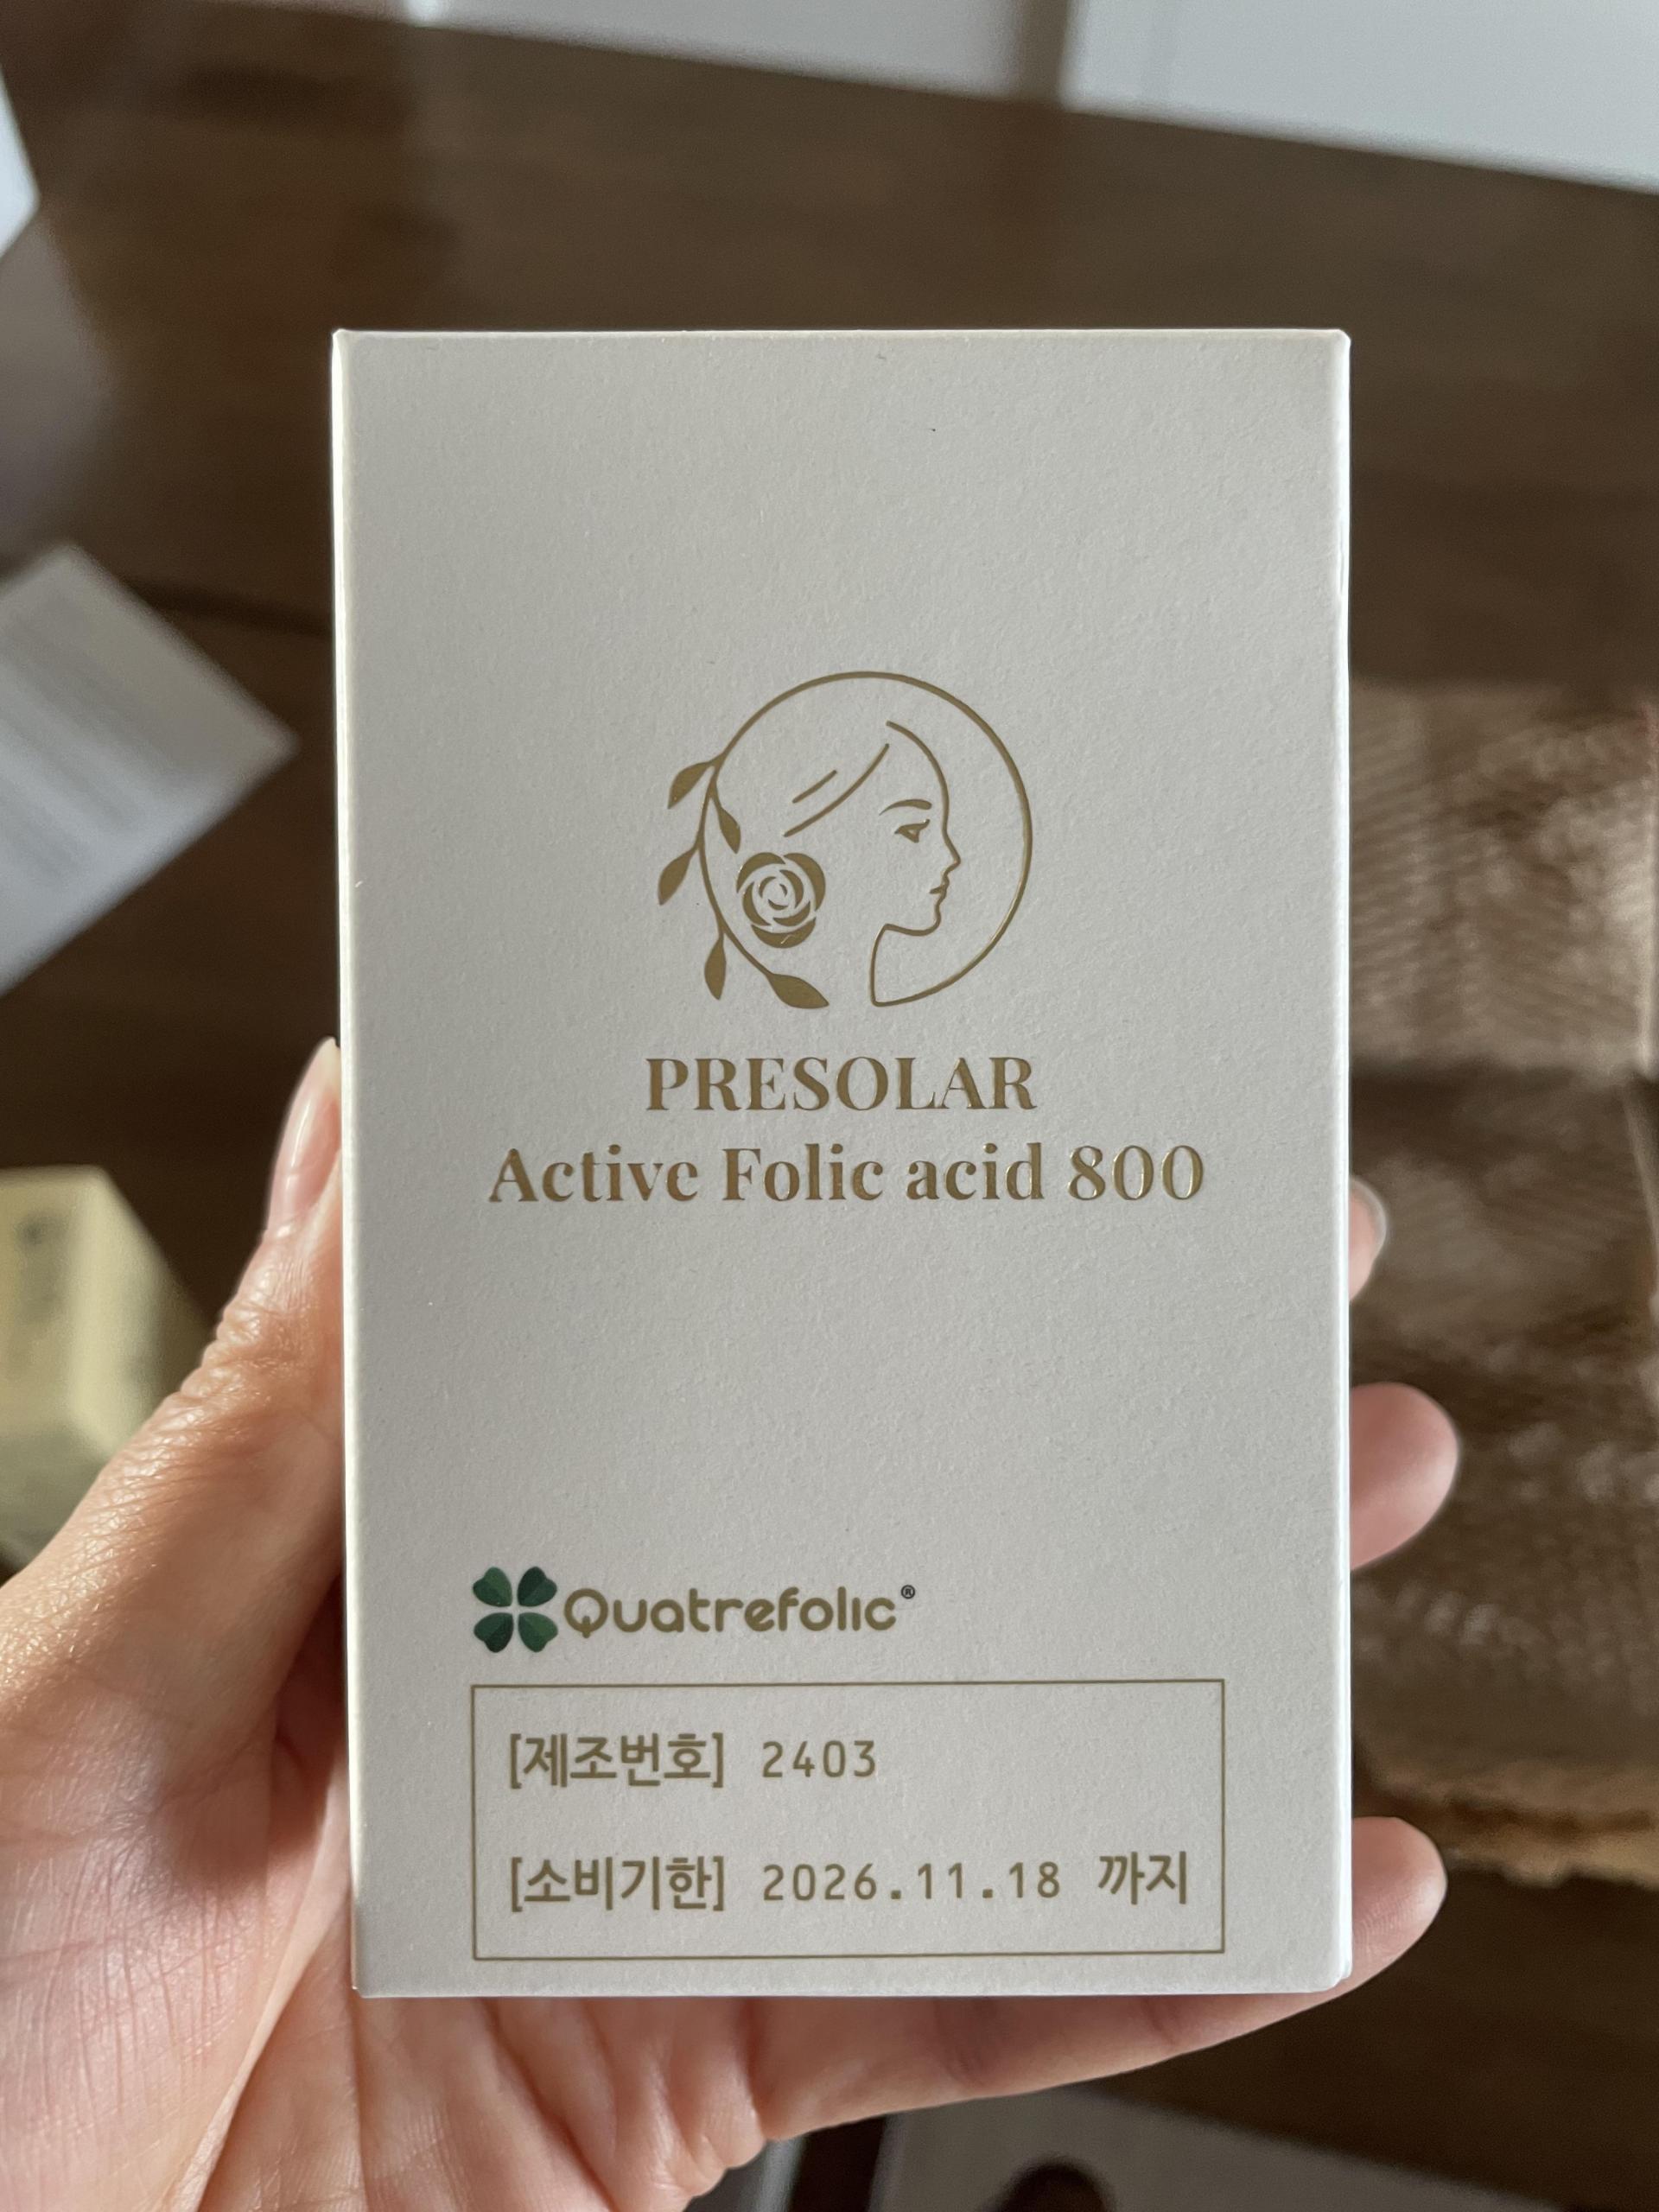 PRESOLAR
Active Folic acid 800
Quatrefolic®
[제조번호] 2403
[소비기한] 2026.11.18 까지